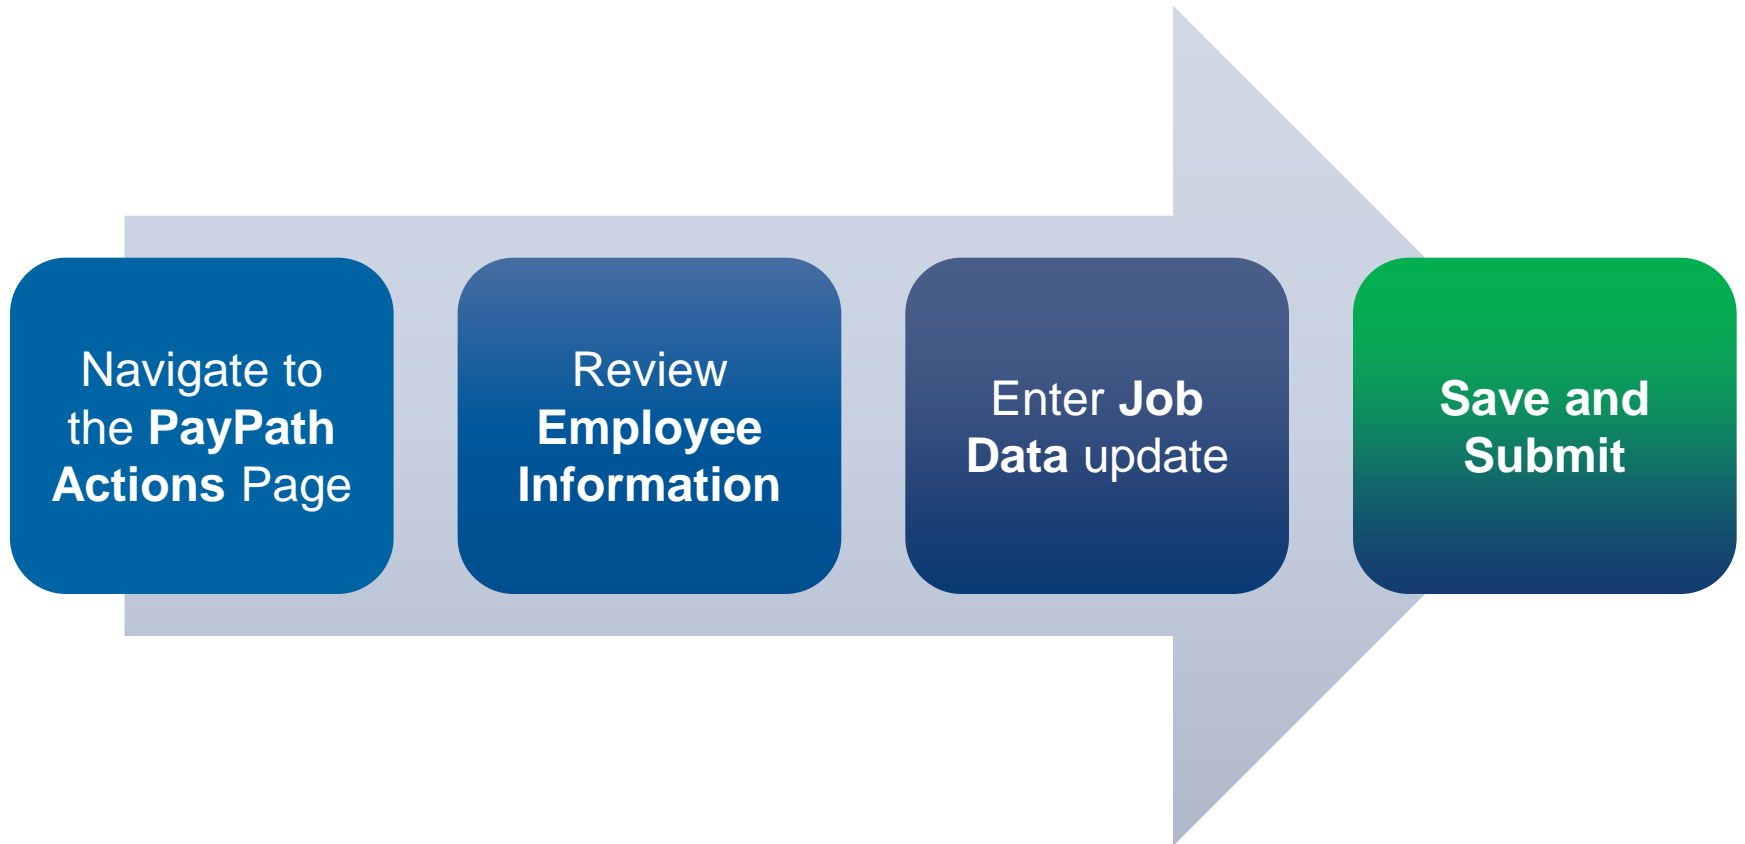 Navigate to
the PayPath
Actions Page
Review
Employee
Information
Enter Job
Data update
Save and
Submit